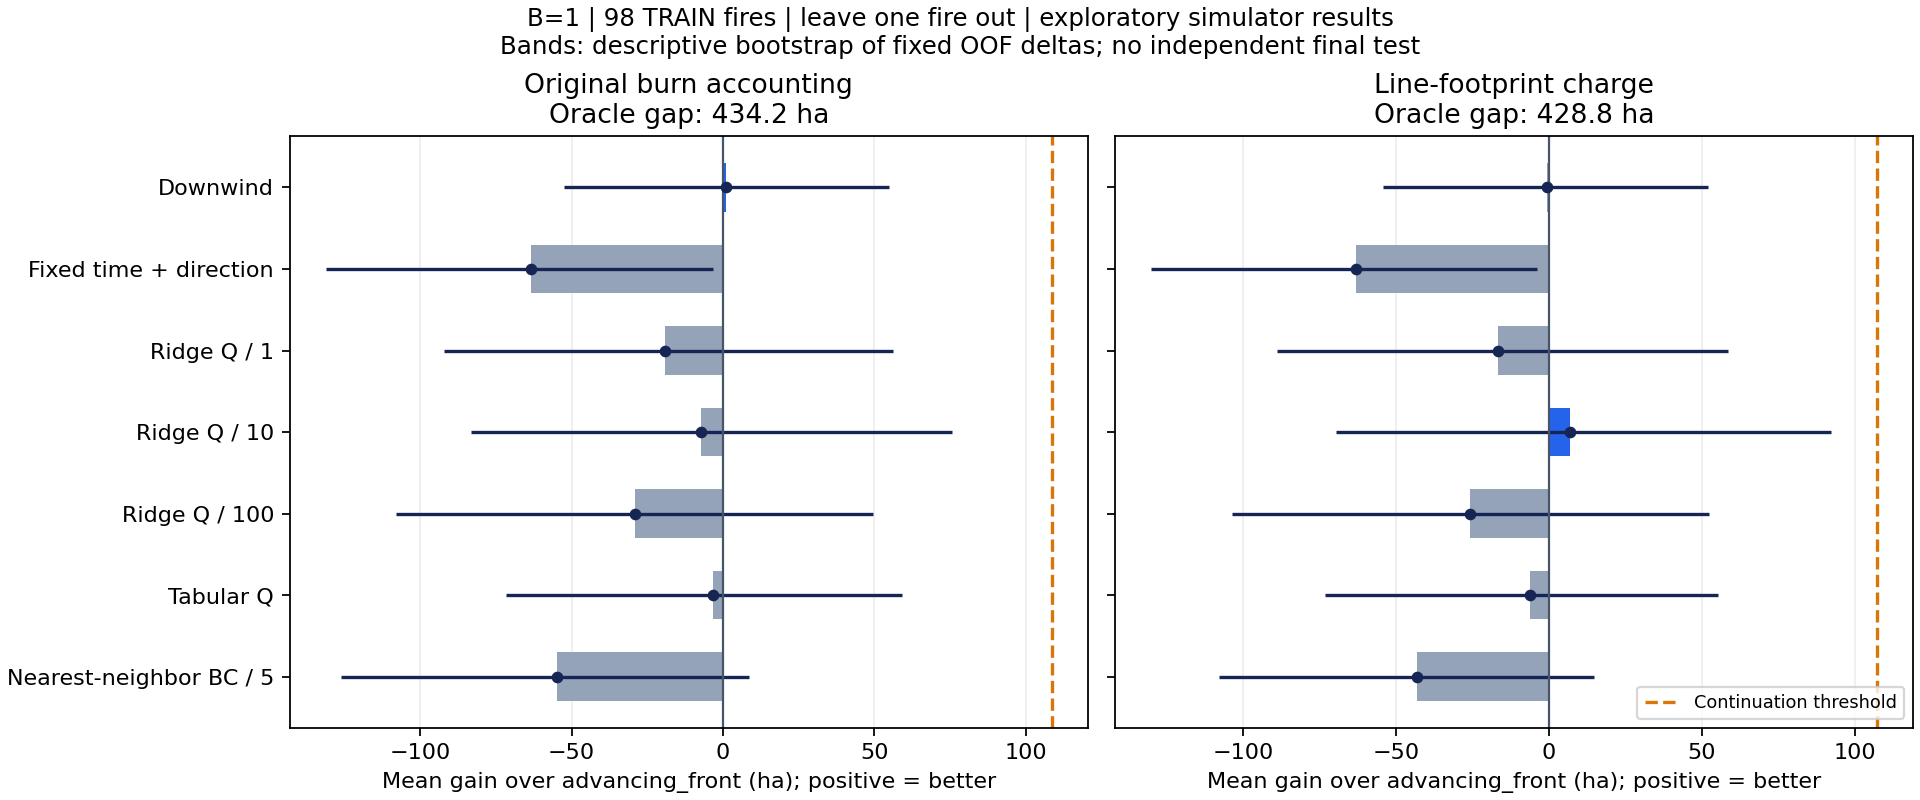 B=1 | 98 TRAIN fires | leave one fire out | exploratory simulator results
Bands: descriptive bootstrap of fixed OOF deltas; no independent final test
Original burn accounting
Oracle gap: 434.2 ha
Line-footprint charge
Oracle gap: 428.8 ha
Downwind
Fixed time + direction
Ridge Q / 1
Ridge Q / 10
Ridge Q / 100
Tabular Q
Nearest-neighbor BC / 5
Continuation threshold
−100 −50 0 50 100
−100 −50 0 50 100
Mean gain over advancing_front (ha); positive = better
Mean gain over advancing_front (ha); positive = better